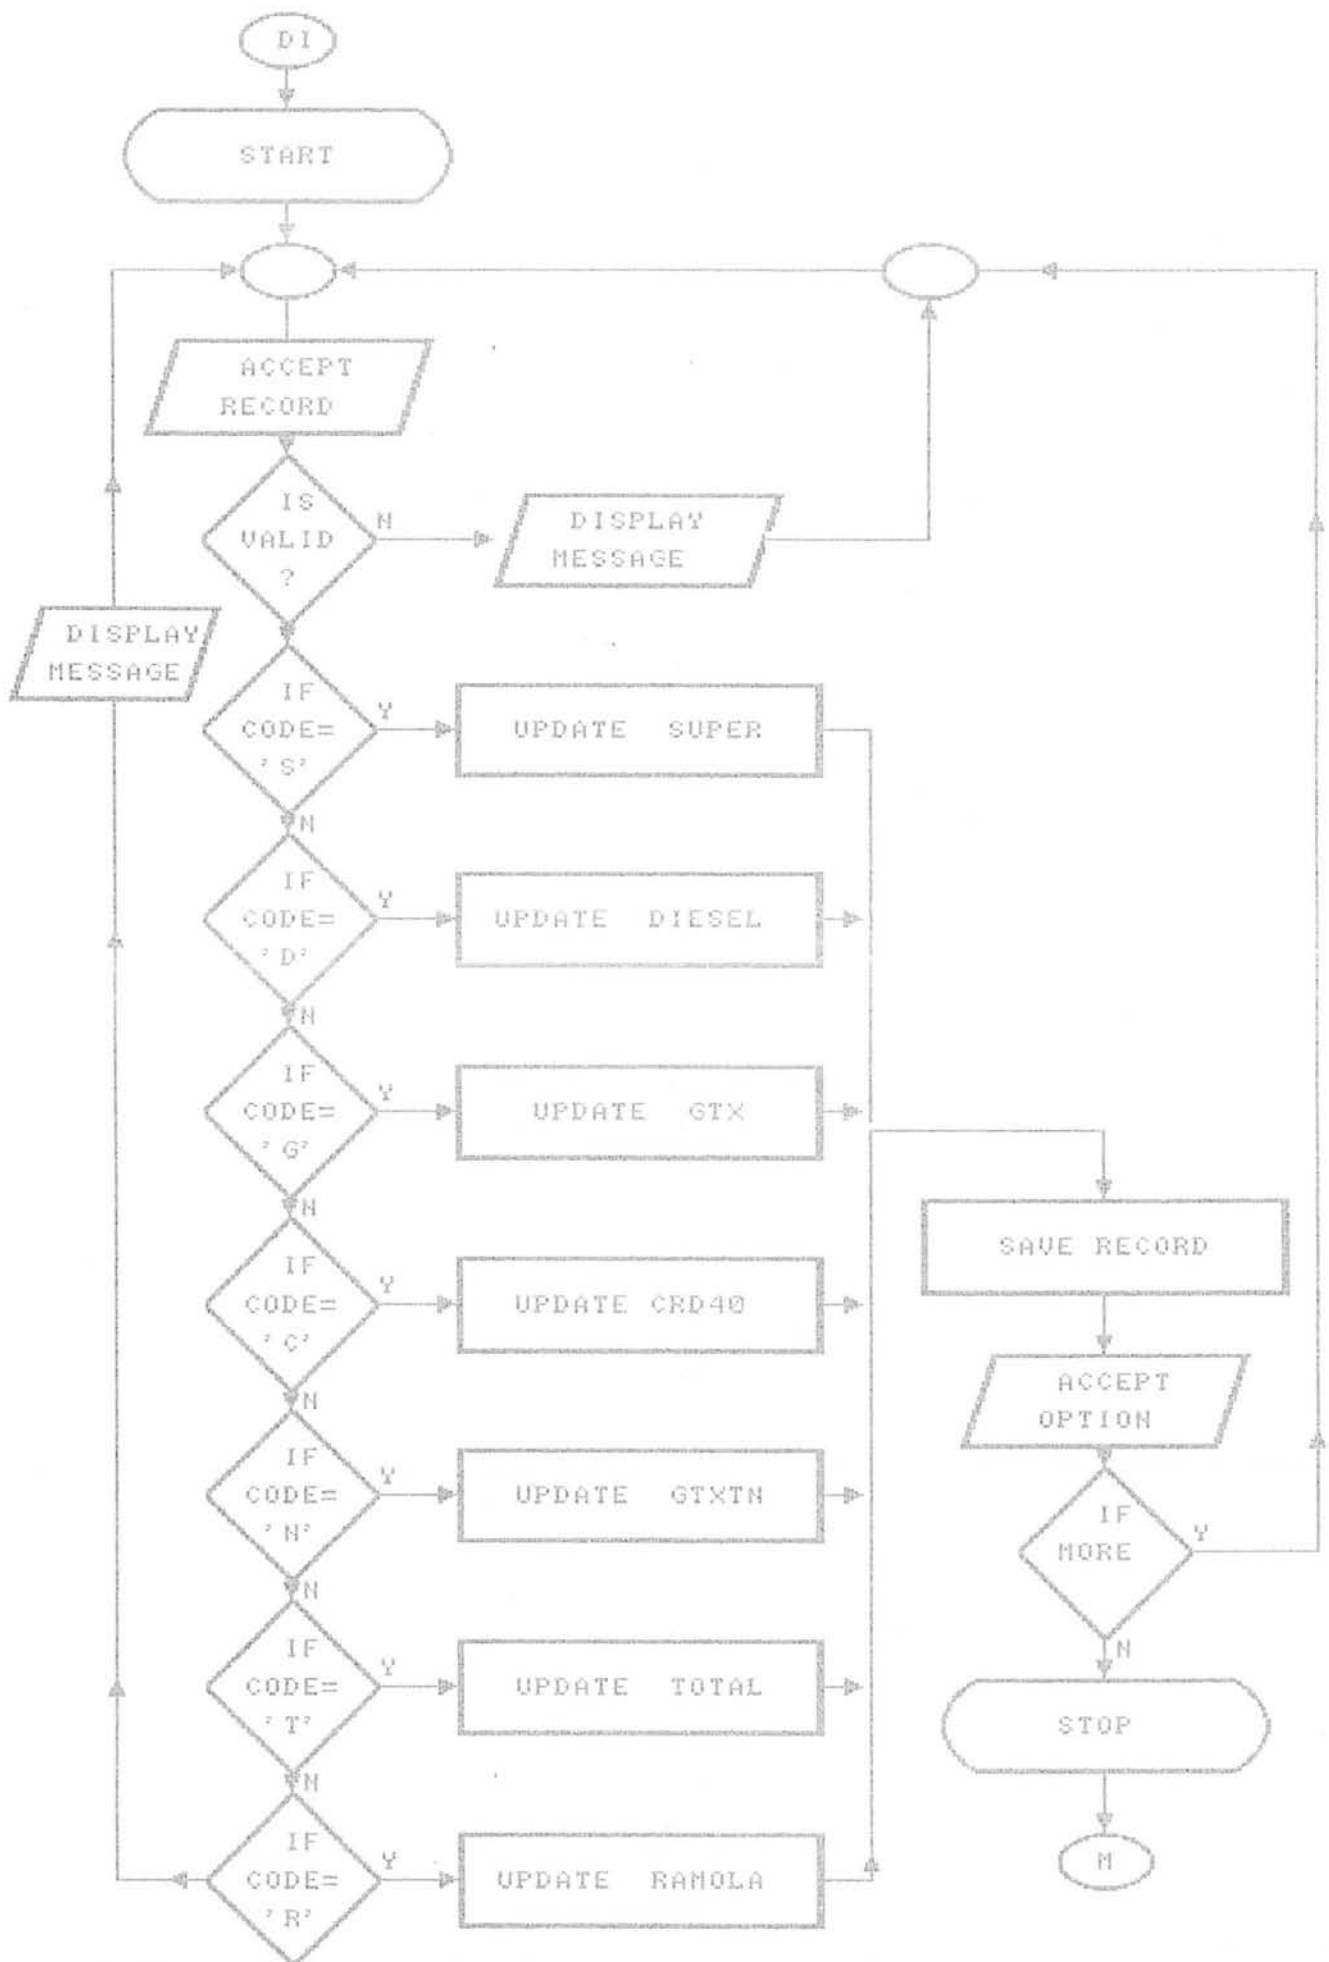 DI
START
ACCEPT
RECORD
IS
VALID
?
N
DISPLAY
MESSAGE
DISPLAY
MESSAGE
IF
CODE=
'S'
Y
UPDATE SUPER
N
IF
CODE=
'D'
Y
UPDATE DIESEL
N
IF
CODE=
'G'
Y
UPDATE GTX
N
IF
CODE=
'C'
Y
UPDATE CRD40
N
IF
CODE=
'N'
Y
UPDATE GTXTN
N
IF
CODE=
'T'
Y
UPDATE TOTAL
N
IF
CODE=
'R'
Y
UPDATE RAMOLA
SAVE RECORD
ACCEPT
OPTION
IF
MORE
Y
N
STOP
M